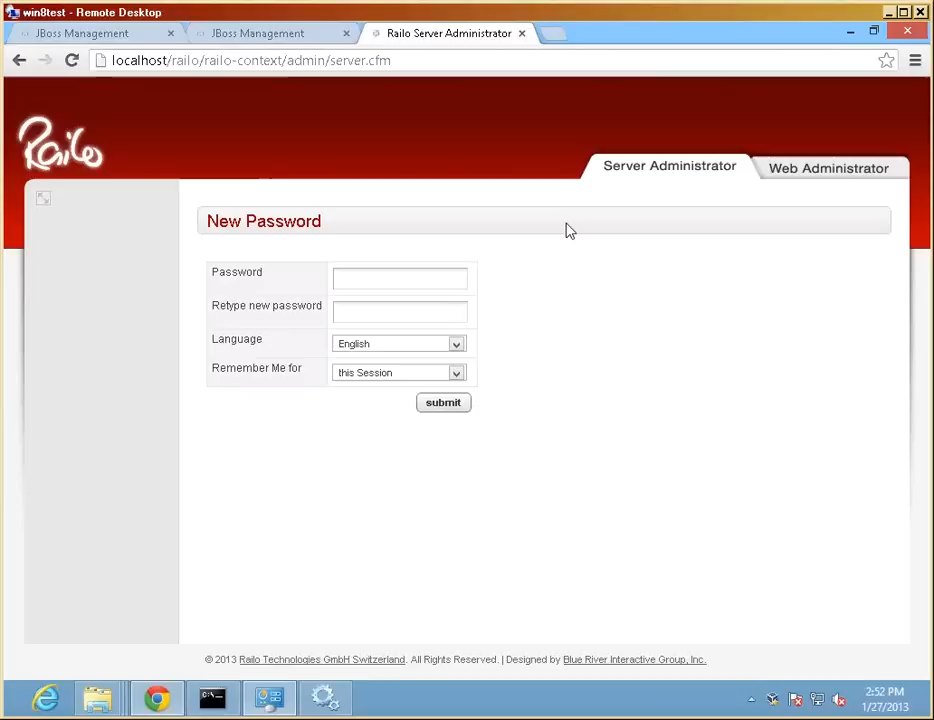 win8test - Remote Desktop
JBoss Management
JBoss Management
Railo Server Administrator
localhost/railo/railo-context/admin/server.cfm
Railo
Server Administrator
Web Administrator
New Password
Password
Retype new password
Language
English
Remember Me for
this Session
submit
© 2013 Railo Technologies GmbH Switzerland. All Rights Reserved. | Designed by Blue River Interactive Group, Inc.
C:\.
2:52 PM
1/27/2013